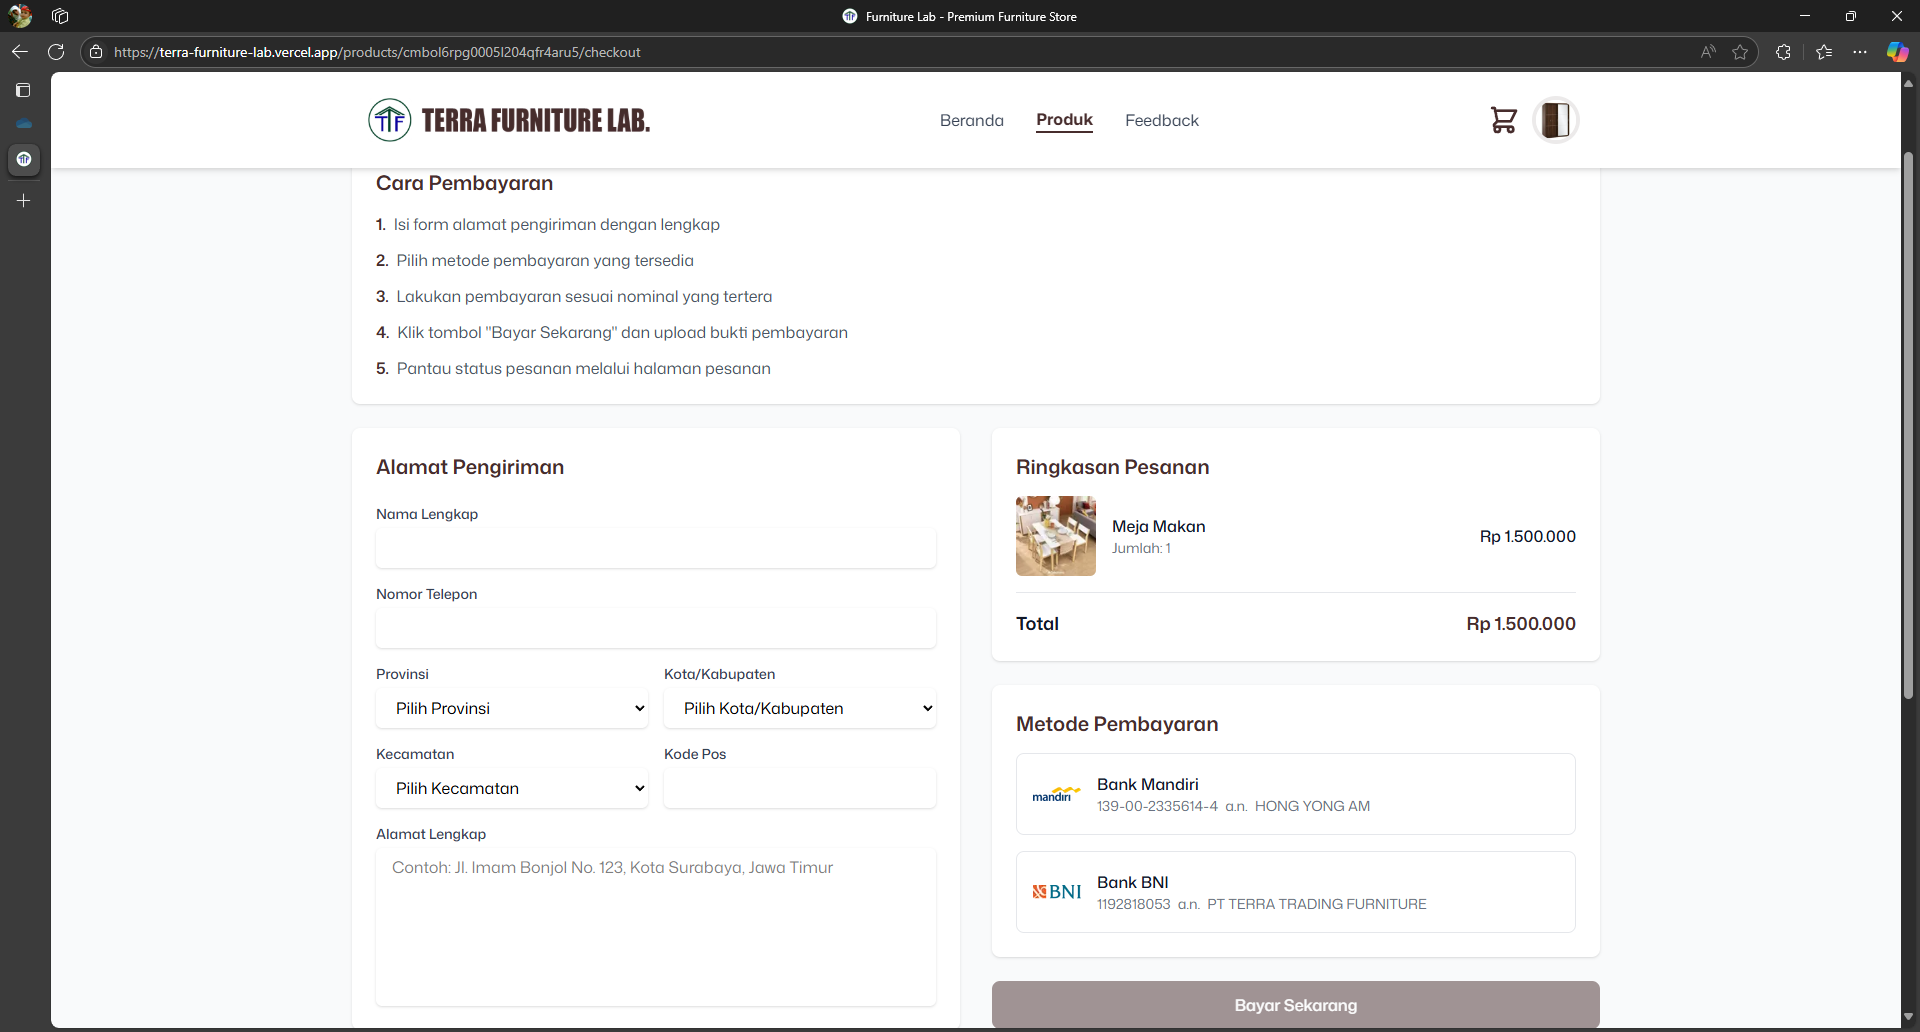 Furniture Lab - Premium Furniture Store
https://terra-furniture-lab.vercel.app/products/cmbol6rpg0005l204qfr4aru5/checkout
TF TERRA FURNITURE LAB.
Beranda
Produk
Feedback
Cara Pembayaran
1. Isi form alamat pengiriman dengan lengkap
2. Pilih metode pembayaran yang tersedia
3. Lakukan pembayaran sesuai nominal yang tertera
4. Klik tombol "Bayar Sekarang" dan upload bukti pembayaran
5. Pantau status pesanan melalui halaman pesanan
Alamat Pengiriman
Nama Lengkap
Nomor Telepon
Provinsi
Kota/Kabupaten
Pilih Provinsi
Pilih Kota/Kabupaten
Kecamatan
Kode Pos
Pilih Kecamatan
Alamat Lengkap
Contoh: Jl. Imam Bonjol No. 123, Kota Surabaya, Jawa Timur
Ringkasan Pesanan
Meja Makan
Jumlah: 1
Rp 1.500.000
Total
Rp 1.500.000
Metode Pembayaran
mandiri
Bank Mandiri
139-00-2335614-4 a.n. HONG YONG AM
BNI
Bank BNI
1192818053 a.n. PT TERRA TRADING FURNITURE
Bayar Sekarang